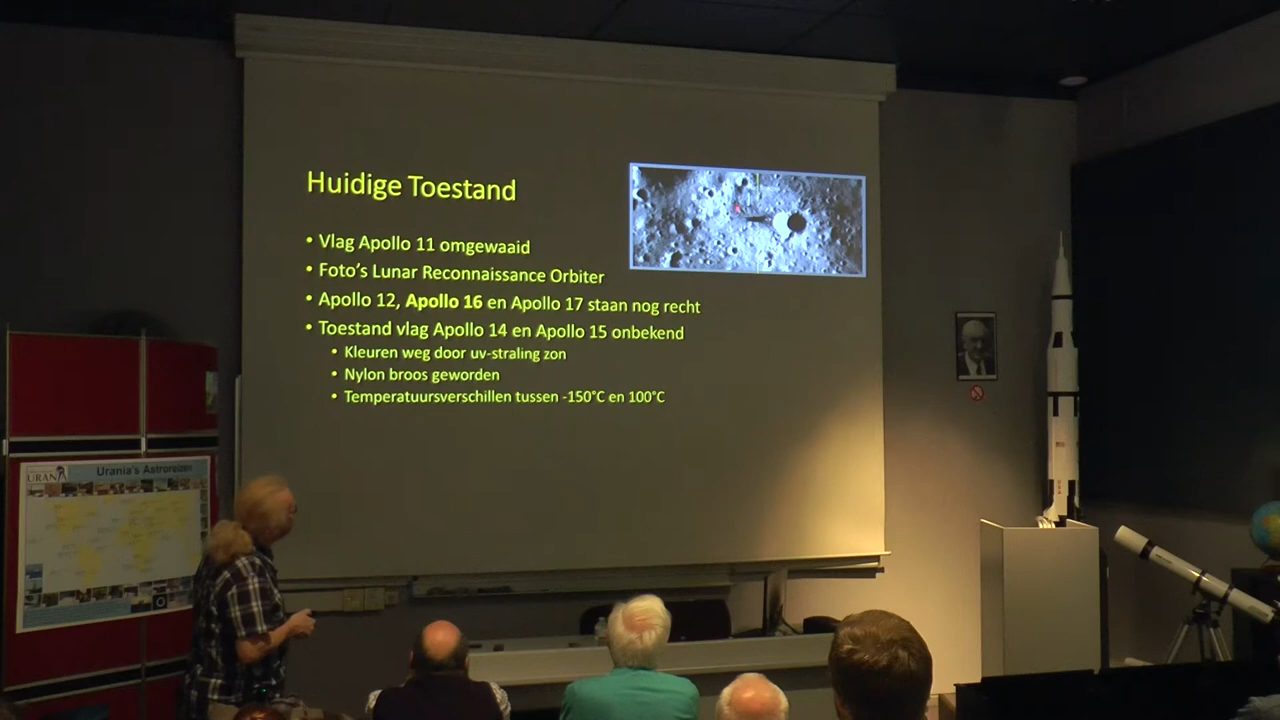 Huidige Toestand
• Vlag Apollo 11 omgewaaid
• Foto's Lunar Reconnaissance Orbiter
• Apollo 12, Apollo 16 en Apollo 17 staan nog recht
• Toestand vlag Apollo 14 en Apollo 15 onbekend
• Kleuren weg door uv-straling zon
• Nylon broos geworden
• Temperatuursverschillen tussen -150°C en 100°C
URANIA
Urania's Astroreizen
USA